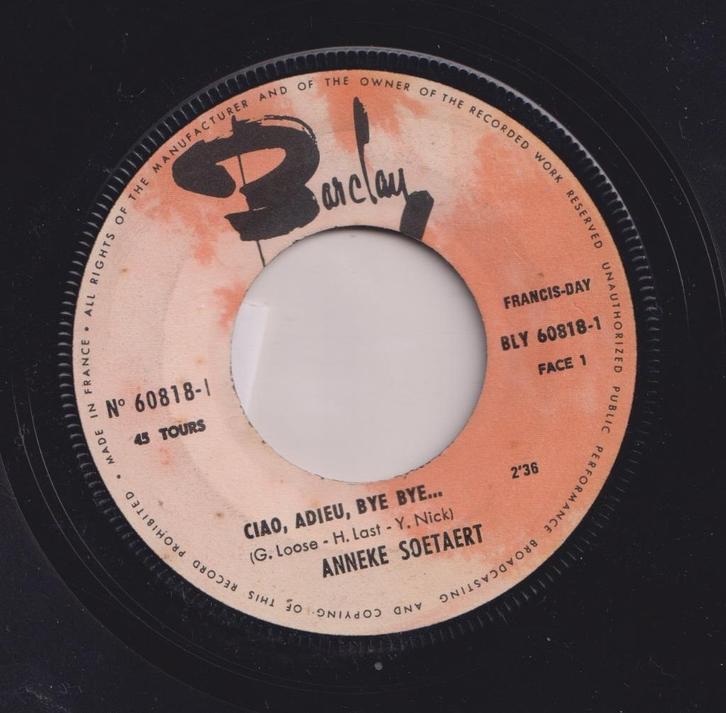 Barclay
ALL RIGHTS OF THE MANUFACTURER AND OF THE OWNER OF THE RECORDED WORK RESERVED UNAUTHORIZED PUBLIC PERFORMANCE BROADCASTING AND COPYING OF THIS RECORD PROHIBITED • MADE IN FRANCE •
FRANCIS-DAY
BLY 60818-1
FACE 1
Nº 60818-1
45 TOURS
2'36
CIAO, ADIEU, BYE BYE...
(G. Loose - H. Last - Y. Nick)
ANNEKE SOETAERT